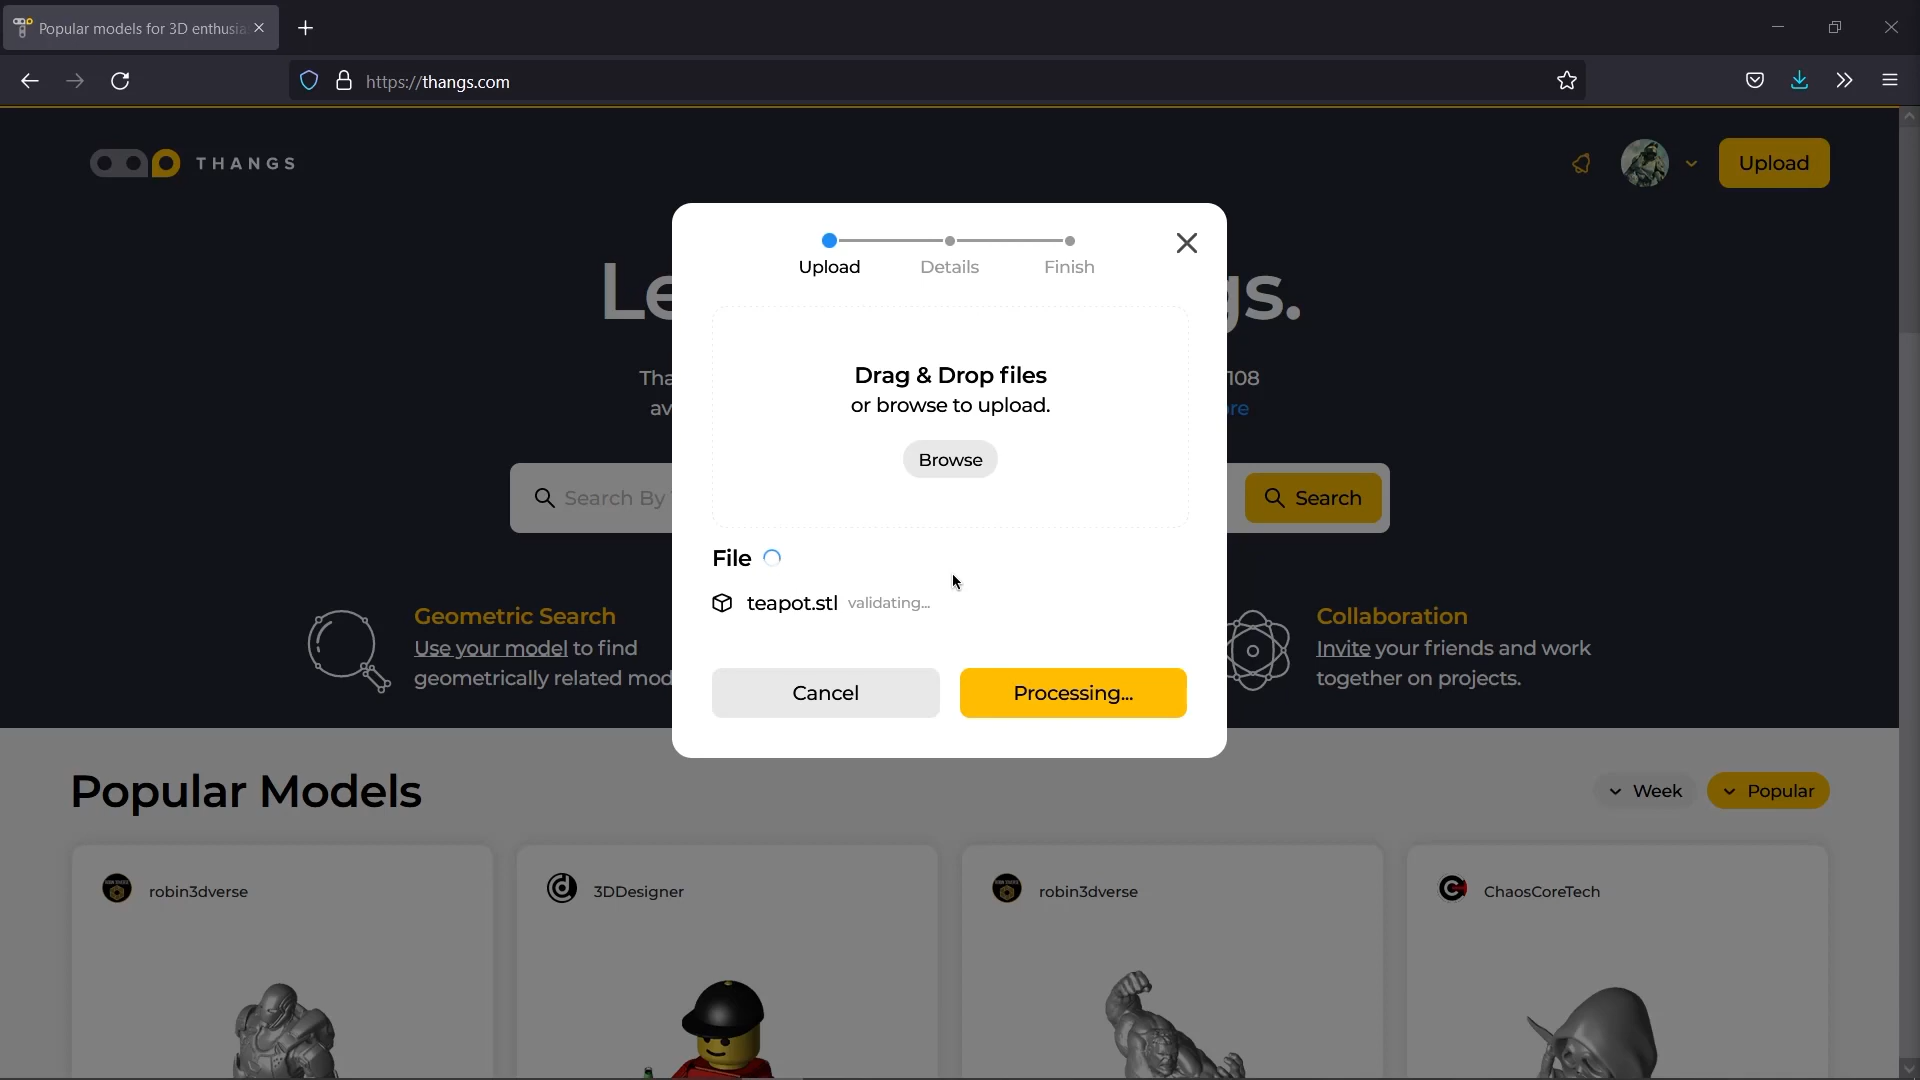 Popular models for 3D enthusia
https://thangs.com
THANGS
Upload
Upload
Details
Finish
Drag & Drop files
or browse to upload.
Browse
Search By
Search
File
teapot.stl validating...
Cancel
Processing...
Geometric Search
Use your model to find
geometrically related mod
Collaboration
Invite your friends and work
together on projects.
Popular Models
Week
Popular
robin3dverse
3DDesigner
robin3dverse
ChaosCoreTech